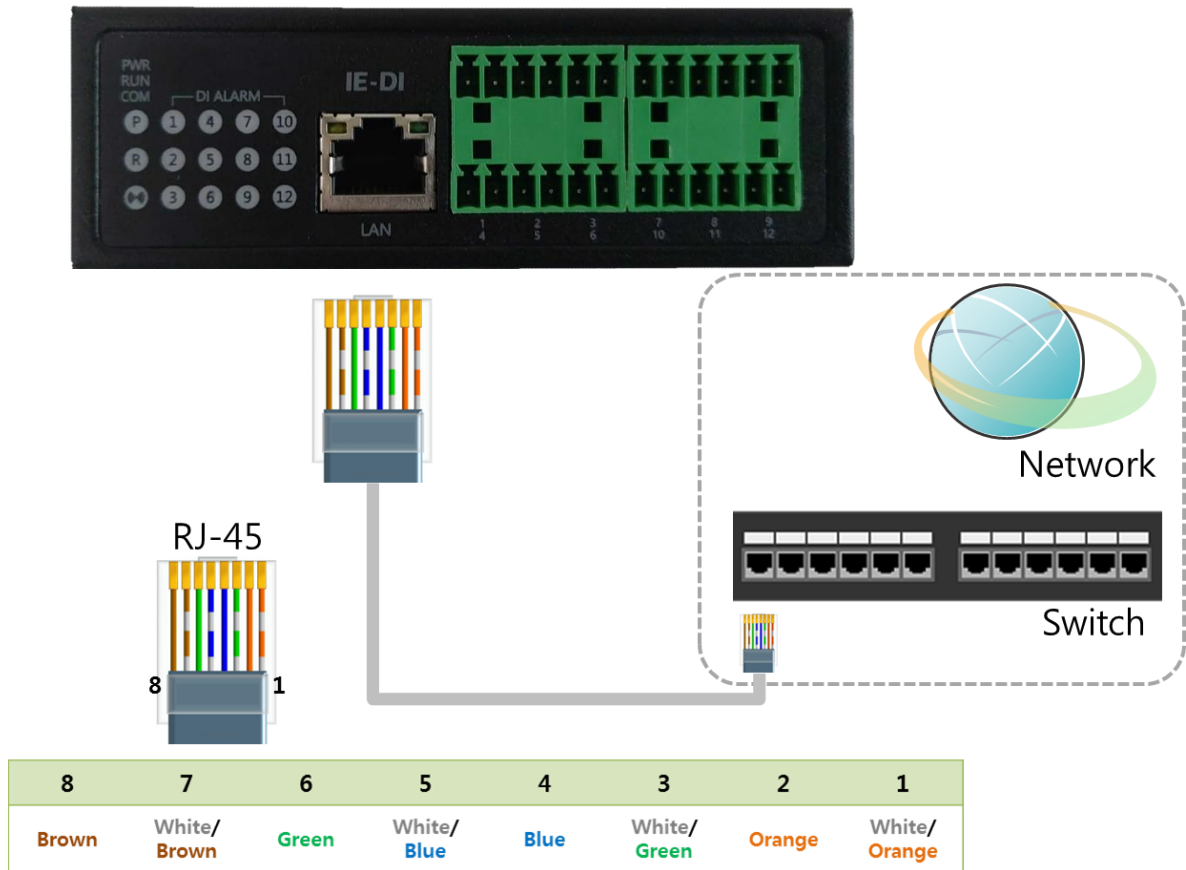 PWR
RUN
COM
DI ALARM
P 1 4 7 10
R 2 5 8 11
3 6 9 12
IE-DI
LAN
1 2 3 7 8 9
4 5 6 10 11 12
Network
Switch
RJ-45
8 1
8 7 6 5 4 3 2 1
Brown White/ Green White/ Blue White/ Orange White/
Brown Blue Green Orange